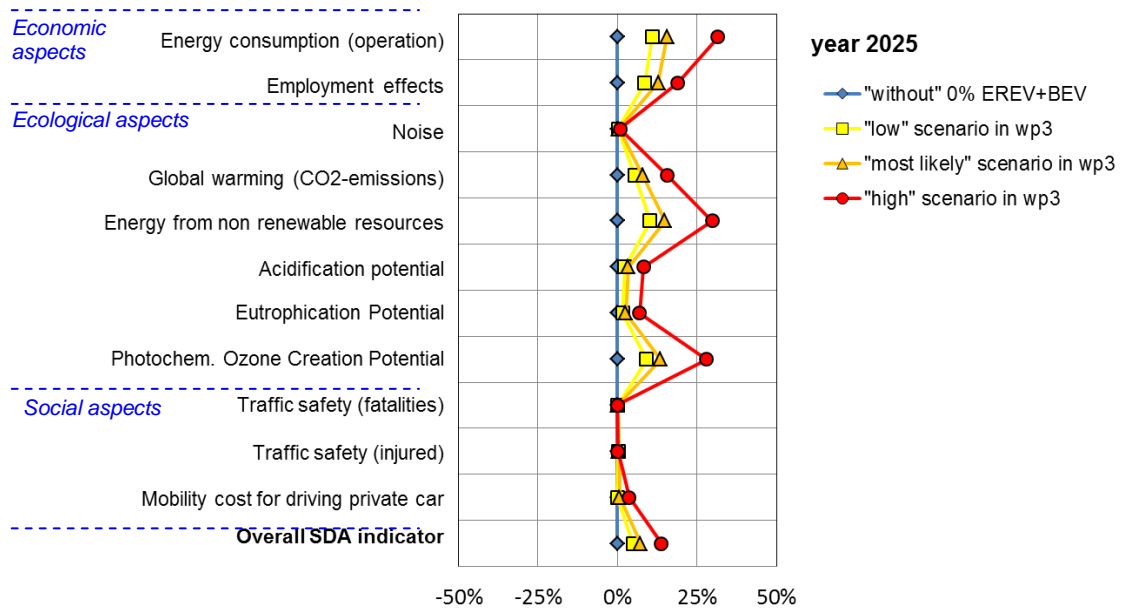 Economic
aspects
Energy consumption (operation)
Employment effects
Ecological aspects
Noise
Global warming (CO2-emissions)
Energy from non renewable resources
Acidification potential
Eutrophication Potential
Photochem. Ozone Creation Potential
Social aspects
Traffic safety (fatalities)
Traffic safety (injured)
Mobility cost for driving private car
Overall SDA indicator
-50% -25% 0% 25% 50%
year 2025
"without" 0% EREV+BEV
"low" scenario in wp3
"most likely" scenario in wp3
"high" scenario in wp3